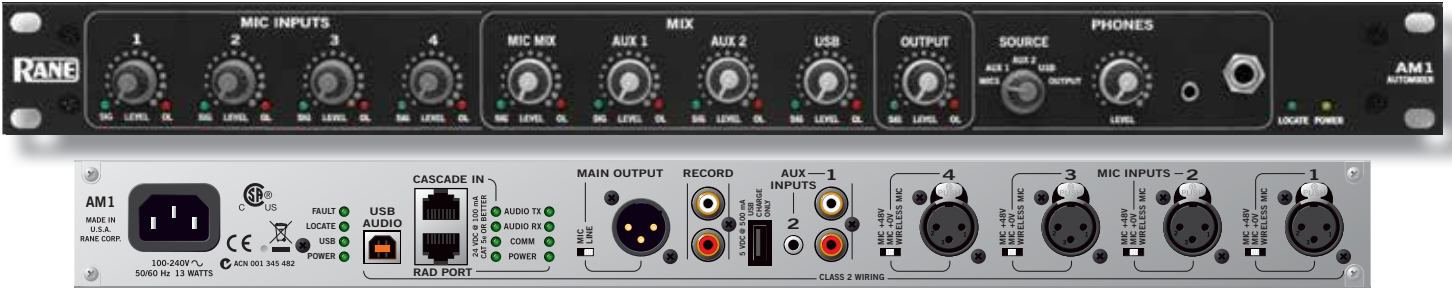 MIC INPUTS
MIX
PHONES
1 2 3 4
MIC MIX AUX 1 AUX 2 USB
OUTPUT
SOURCE
AUX 2
AUX 1 USB
MICS OUTPUT
RANE
AM1
AUTOMIXER
SIG LEVEL OL SIG LEVEL OL SIG LEVEL OL SIG LEVEL OL
SIG LEVEL OL SIG LEVEL OL SIG LEVEL OL SIG LEVEL OL
SIG LEVEL OL
LEVEL
LOCATE POWER
AM1
MADE IN
U.S.A.
RANE CORP.
100-240V
50/60 Hz 13 WATTS
CSA ®
C US
CE
ACN 001 345 482
FAULT
LOCATE
USB
POWER
USB
AUDIO
CASCADE IN
24 VDC @ 100 mA
CAT 5e OR BETTER
AUDIO TX
AUDIO RX
COMM
POWER
RAD PORT
MAIN OUTPUT
MIC
LINE
RECORD
AUX 1
INPUTS
2
5 VDC @ 500 mA
USB
CHARGE
ONLY
MIC INPUTS
4 3 2 1
MIC +48V
MIC +0V
WIRELESS MIC
PUSH
MIC +48V
MIC +0V
WIRELESS MIC
PUSH
MIC +48V
MIC +0V
WIRELESS MIC
PUSH
MIC +48V
MIC +0V
WIRELESS MIC
PUSH
CLASS 2 WIRING